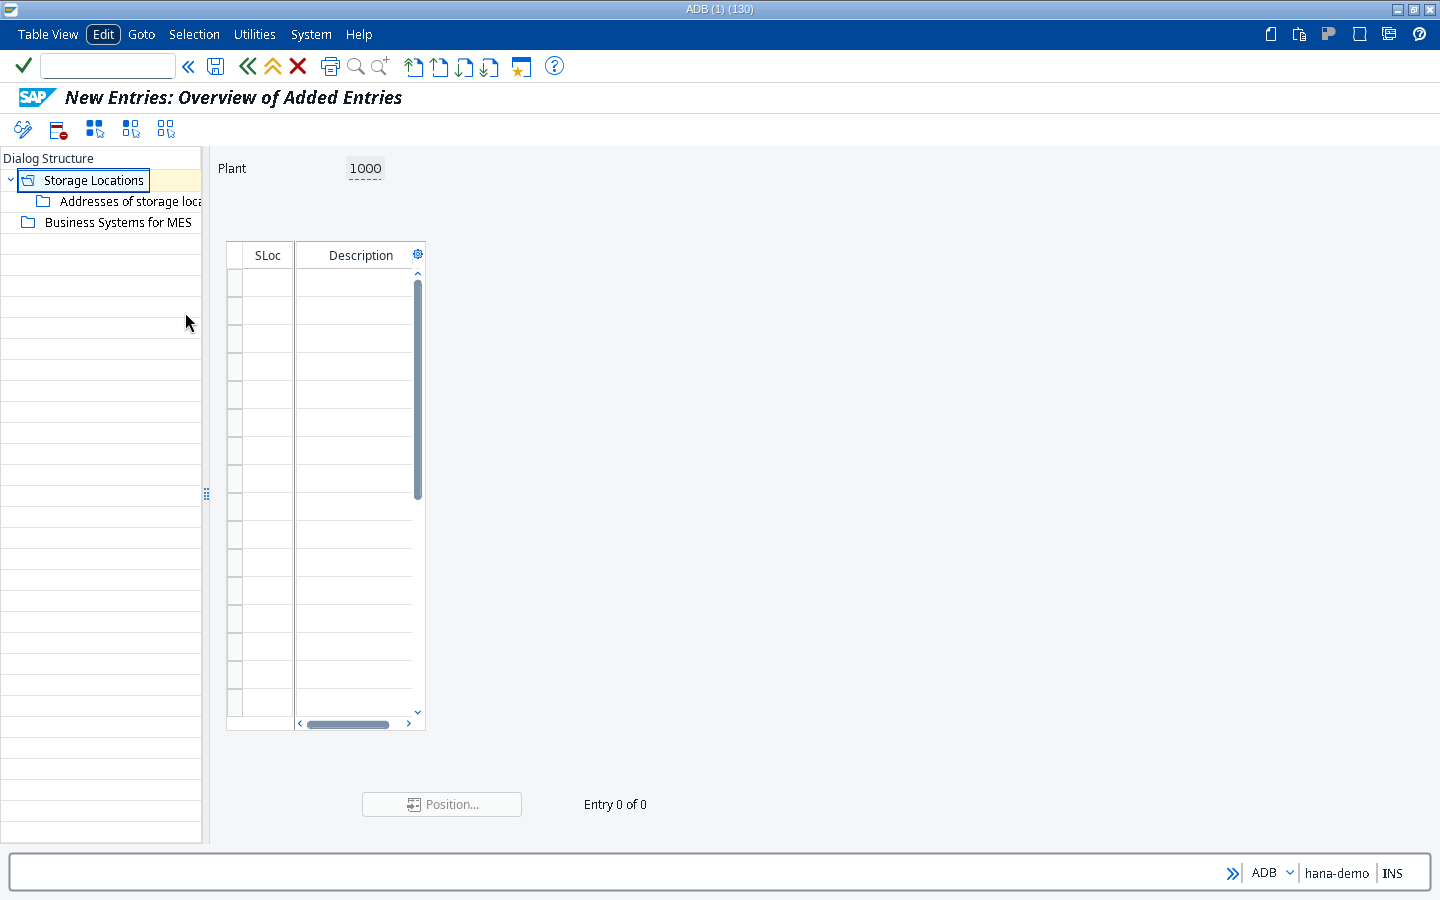 ADB (1) (130)
Table View Edit Goto Selection Utilities System Help
SAP New Entries: Overview of Added Entries
Dialog Structure
Storage Locations
Addresses of storage loca
Business Systems for MES
Plant 1000
SLoc Description
Position... Entry 0 of 0
ADB hana-demo INS